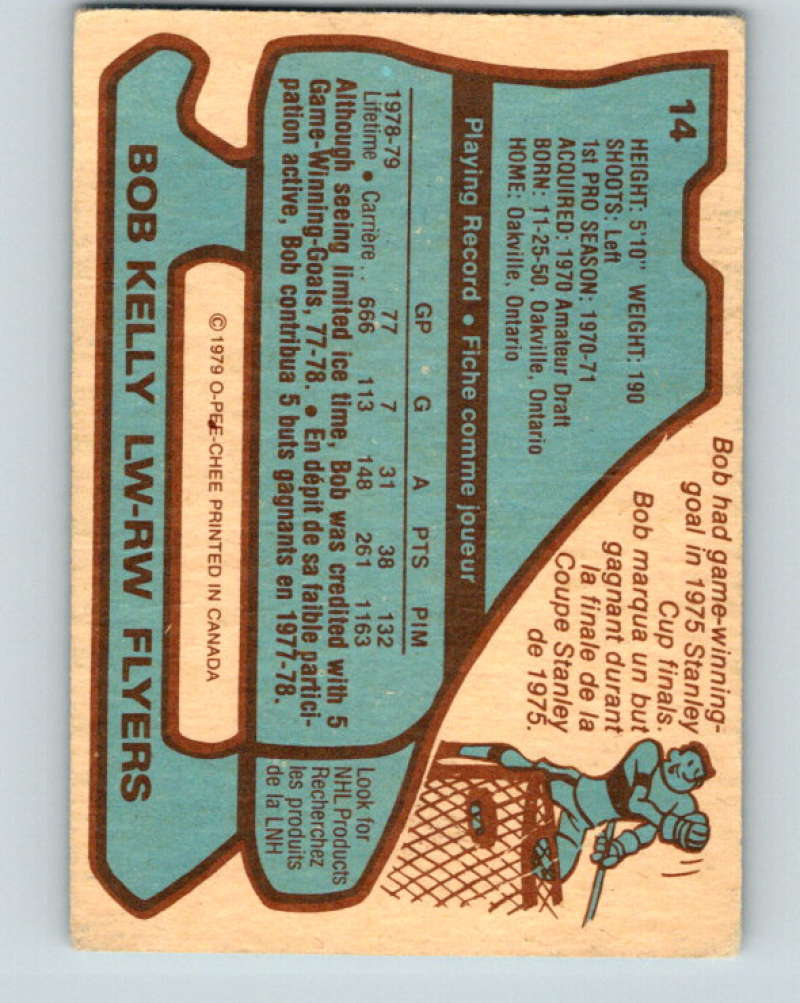 14
HEIGHT: 5'10" WEIGHT: 190
SHOOTS: Left
1st PRO SEASON: 1970-71
ACQUIRED: 1970 Amateur Draft
BORN: 11-25-50, Oakville, Ontario
HOME: Oakville, Ontario
Bob had game-winning-
goal in 1975 Stanley
Cup finals.
Bob marqua un but
gagnant durant
la finale de la
Coupe Stanley
de 1975.
Playing Record • Fiche comme joueur
GP G A PTS PIM
1978-79 77 7 31 38 132
Lifetime • Carrière .. 666 113 148 261 1163
Although seeing limited ice time, Bob was credited with 5
Game-Winning-Goals, 77-78. • En dépit de sa faible partici-
pation active, Bob contribua 5 buts gagnants en 1977-78.
Look for
NHL Products
Recherchez
les produits
de la LNH
© 1979 O-PEE-CHEE PRINTED IN CANADA
BOB KELLY LW-RW FLYERS